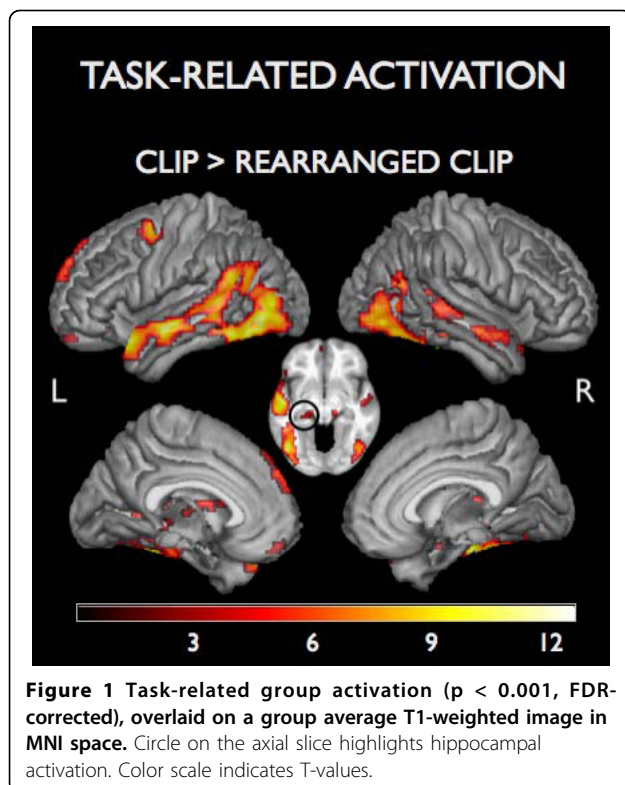 TASK-RELATED ACTIVATION
CLIP > REARRANGED CLIP
L
R
3 6 9 12
Figure 1 Task-related group activation (p < 0.001, FDR-
corrected), overlaid on a group average T1-weighted image in
MNI space. Circle on the axial slice highlights hippocampal
activation. Color scale indicates T-values.